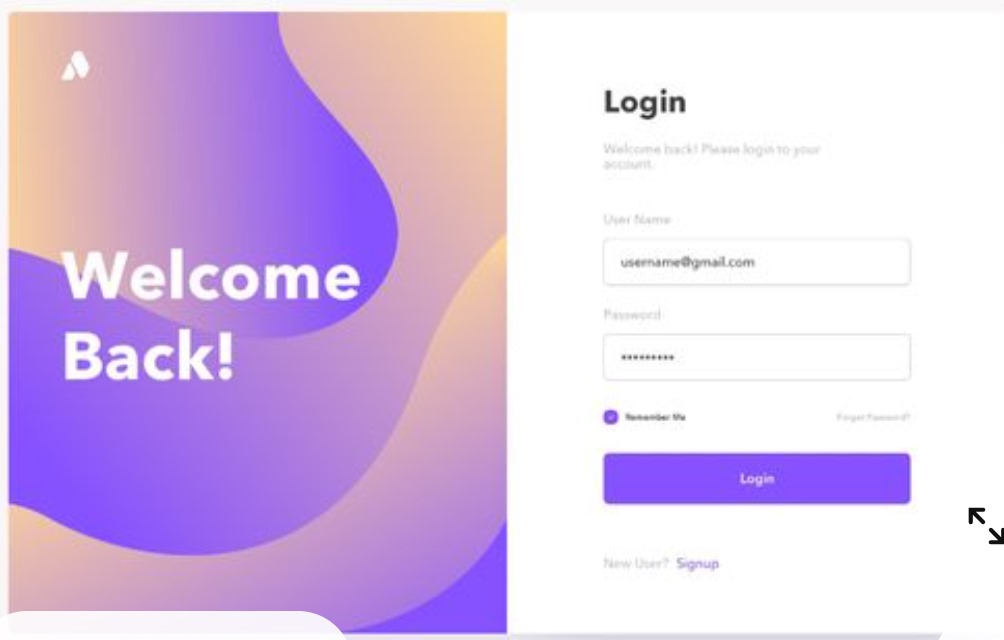 Welcome
Back!
Login
Welcome back! Please login to your
account.
User Name
username@gmail.com
Password
•••••••••
Remember Me
Forget Password?
Login
New User? Signup